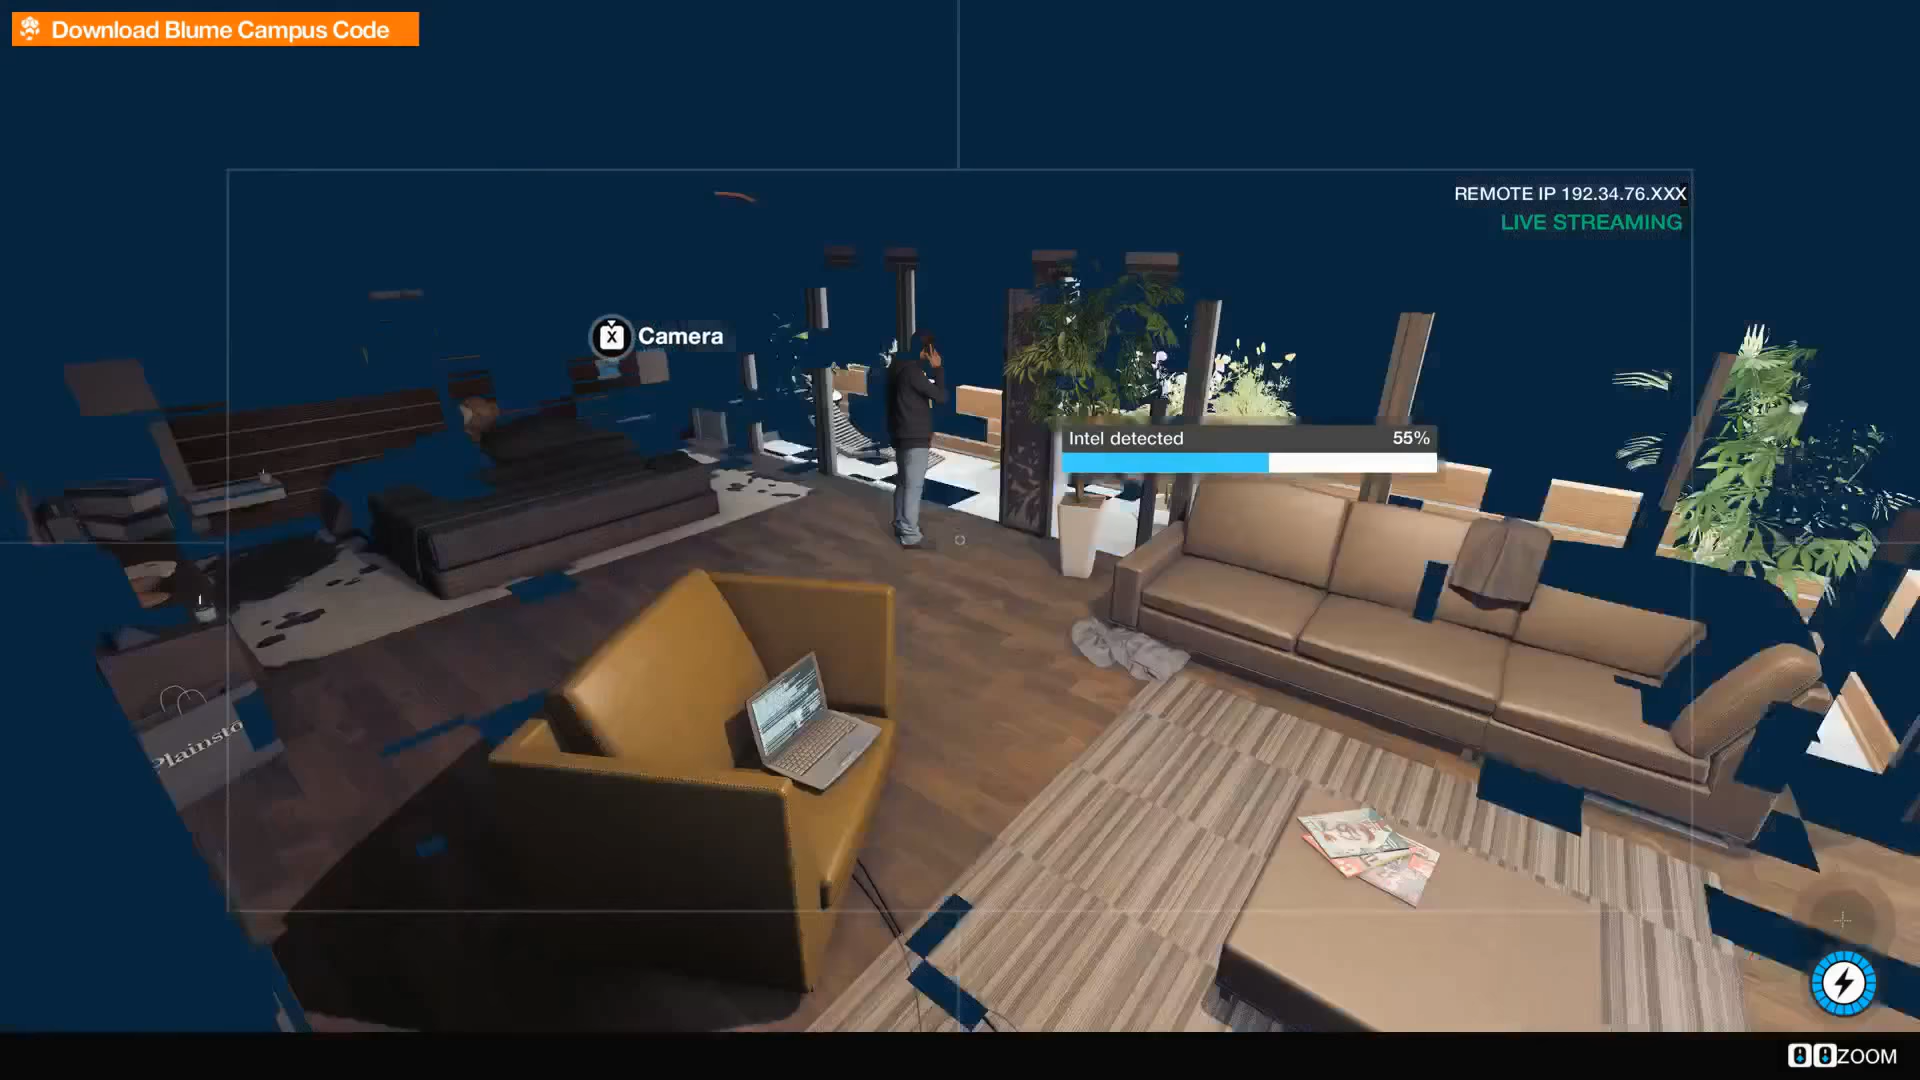 Download Blume Campus Code
REMOTE IP 192.34.76.XXX
LIVE STREAMING
X Camera
Intel detected 55%
Plainsto
ZOOM